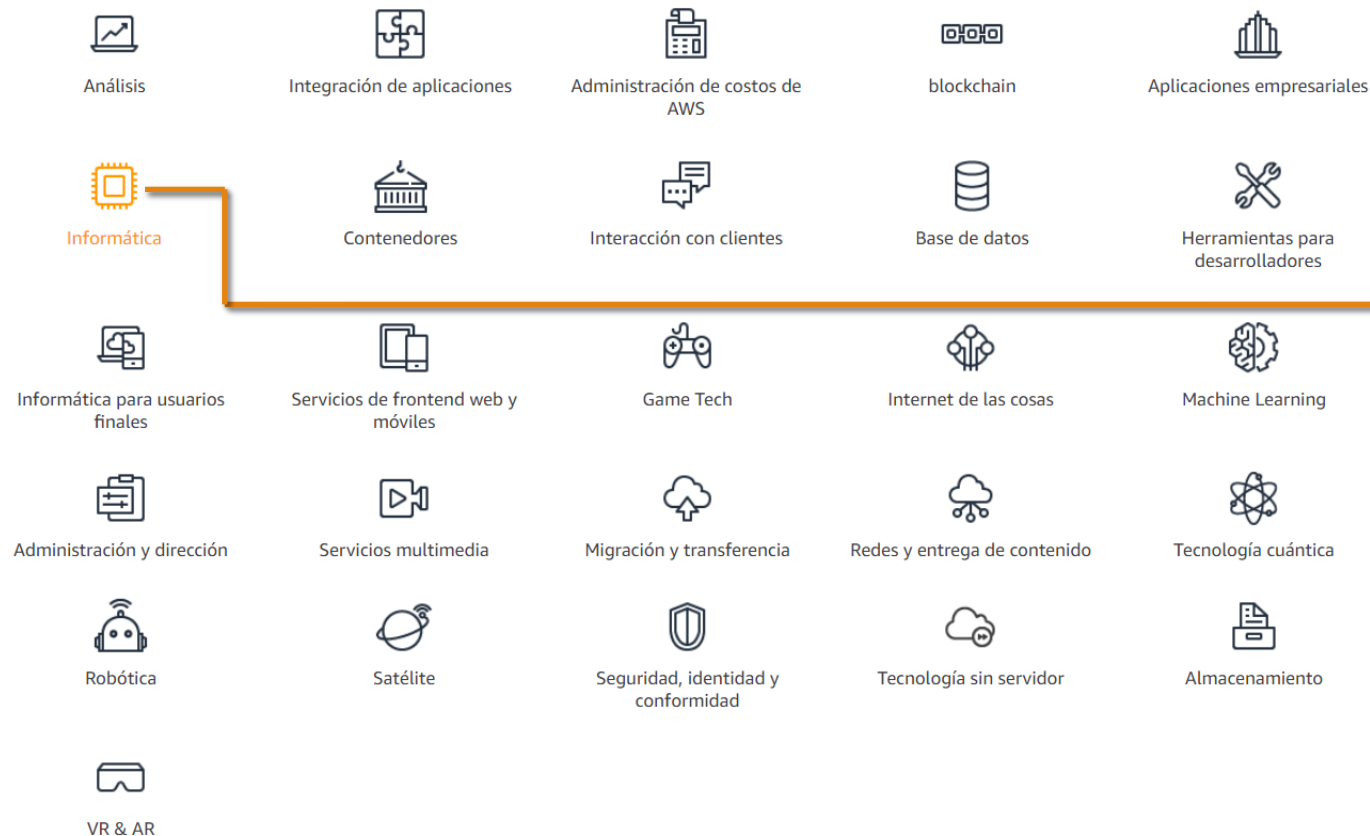 Análisis
Integración de aplicaciones
Administración de costos de
AWS
blockchain
Aplicaciones empresariales
Informática
Contenedores
Interacción con clientes
Base de datos
Herramientas para
desarrolladores
Informática para usuarios
finales
Servicios de frontend web y
móviles
Game Tech
Internet de las cosas
Machine Learning
Administración y dirección
Servicios multimedia
Migración y transferencia
Redes y entrega de contenido
Tecnología cuántica
Robótica
Satélite
Seguridad, identidad y
conformidad
Tecnología sin servidor
Almacenamiento
VR & AR